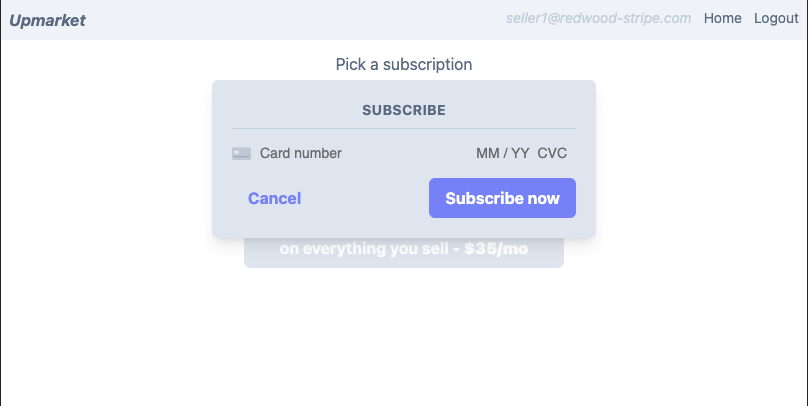 Upmarket seller1@redwood-stripe.com Home Logout
Pick a subscription
SUBSCRIBE
Card number MM / YY CVC
Cancel Subscribe now
on everything you sell - $35/mo